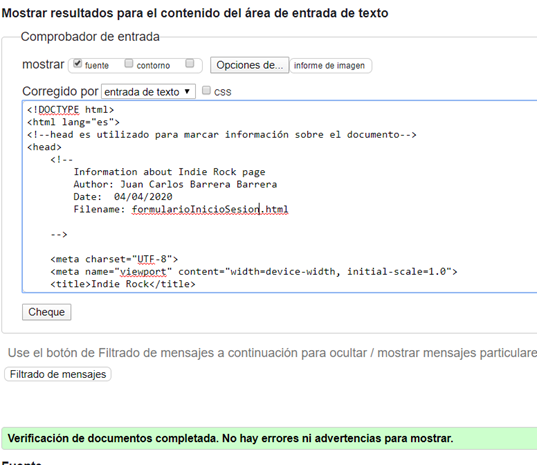 Mostrar resultados para el contenido del área de entrada de texto
Comprobador de entrada
mostrar fuente contorno Opciones de... informe de imagen
Corregido por entrada de texto CSS
<!DOCTYPE html>
<html lang="es">
<!--head es utilizado para marcar información sobre el documento-->
<head>
<!--
Information about Indie Rock page
Author: Juan Carlos Barrera Barrera
Date: 04/04/2020
Filename: formularioInicioSesion.html
-->
<meta charset="UTF-8">
<meta name="viewport" content="width=device-width, initial-scale=1.0">
<title>Indie Rock</title>
Cheque
Use el botón de Filtrado de mensajes a continuación para ocultar / mostrar mensajes particulare
Filtrado de mensajes
Verificación de documentos completada. No hay errores ni advertencias para mostrar.
Fuente